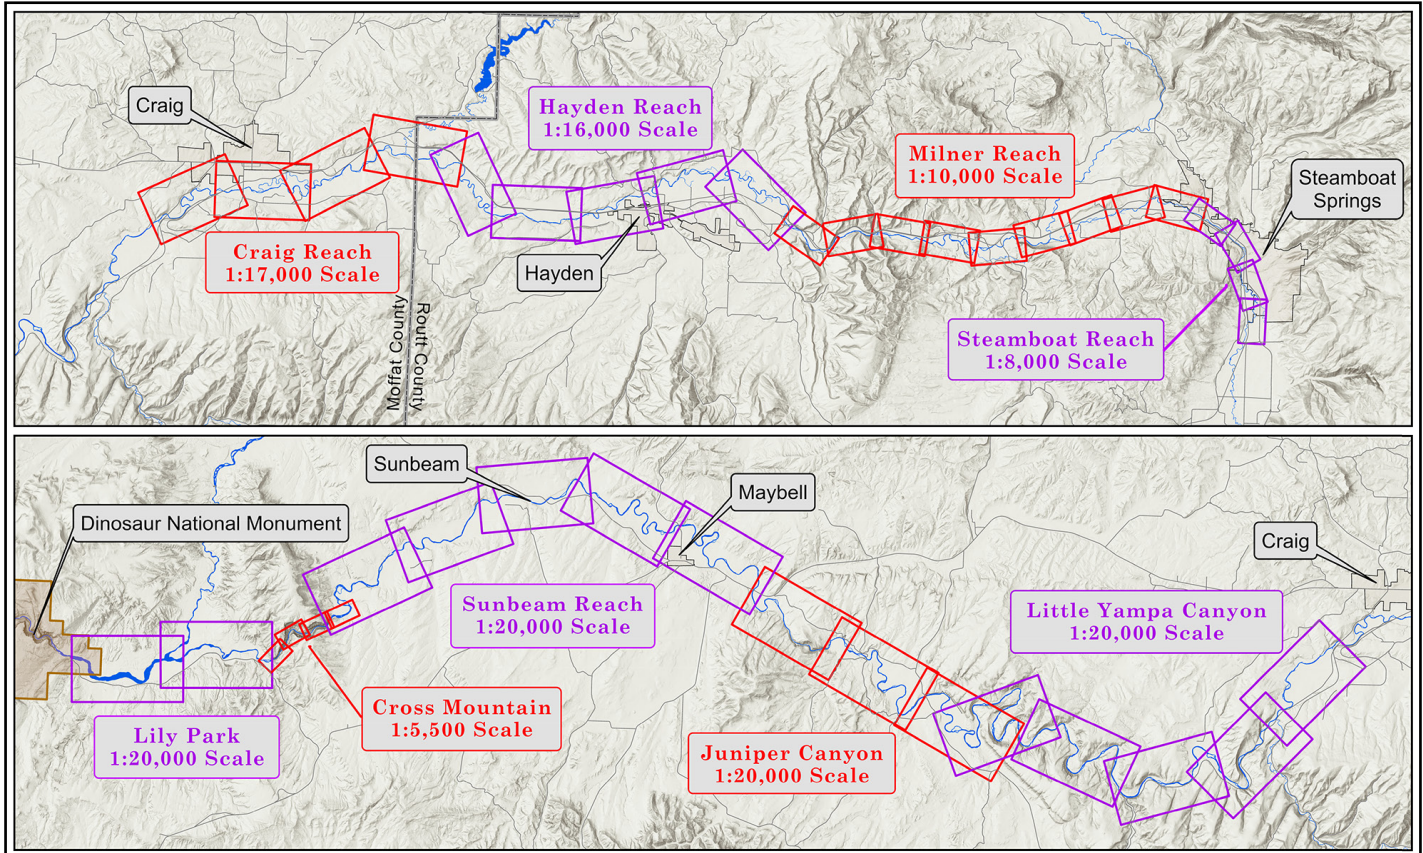 Craig
Hayden Reach
1:16,000 Scale
Milner Reach
1:10,000 Scale
Steamboat
Springs
Craig Reach
1:17,000 Scale
Hayden
Moffat County
Routt County
Steamboat Reach
1:8,000 Scale
Sunbeam
Maybell
Dinosaur National Monument
Craig
Sunbeam Reach
1:20,000 Scale
Little Yampa Canyon
1:20,000 Scale
Cross Mountain
1:5,500 Scale
Lily Park
1:20,000 Scale
Juniper Canyon
1:20,000 Scale